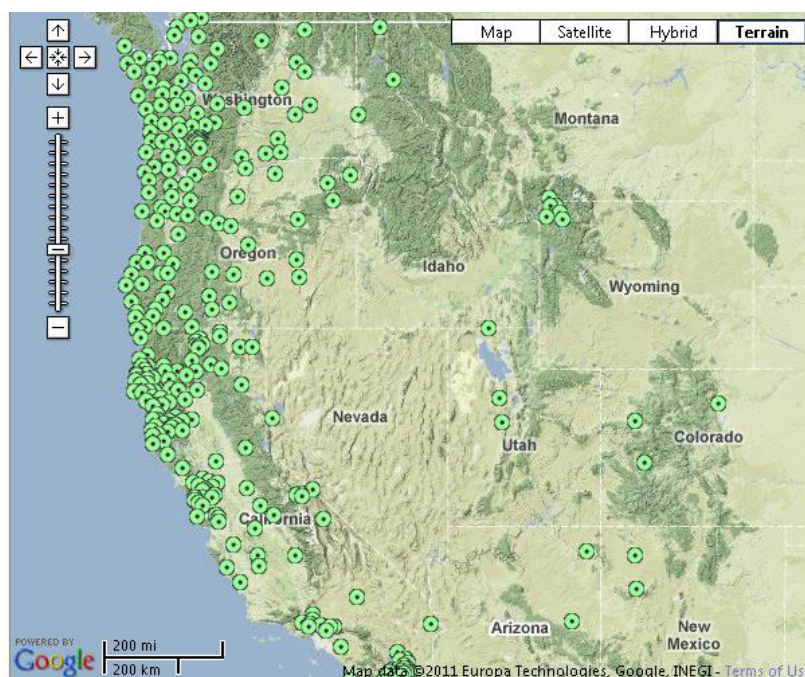 Map Satellite Hybrid Terrain
Washington
Montana
Oregon
Idaho
Wyoming
Nevada
Utah
Colorado
California
Arizona
New
Mexico
POWERED BY
Google
200 mi
200 km
Map data ©2011 Europa Technologies, Google, INEGI - Terms of Us